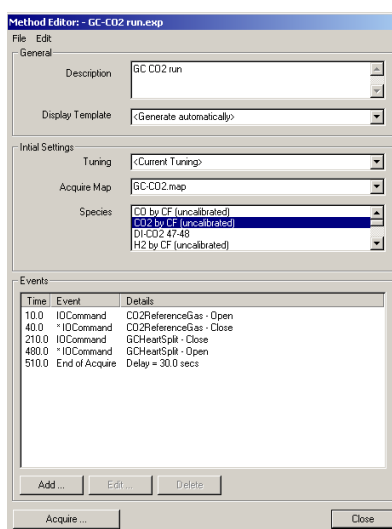 Method Editor: - GC-CO2 run.exp
File Edit
General
Description
GC CO2 run
Display Template
<Generate automatically>
Intial Settings
Tuning
<Current Tuning>
Acquire Map
GC-CO2.map
Species
CO by CF (uncalibrated)
CO2 by CF (uncalibrated)
DI-CO2 47-48
H2 by CF (uncalibrated)
Events
Time Event Details
10.0 IOCommand CO2ReferenceGas - Open
40.0 * IOCommand CO2ReferenceGas - Close
210.0 IOCommand GCHeartSplit - Close
480.0 * IOCommand GCHeartSplit - Open
510.0 End of Acquire Delay = 30.0 secs
Add ... Edit ... Delete
Acquire ... Close